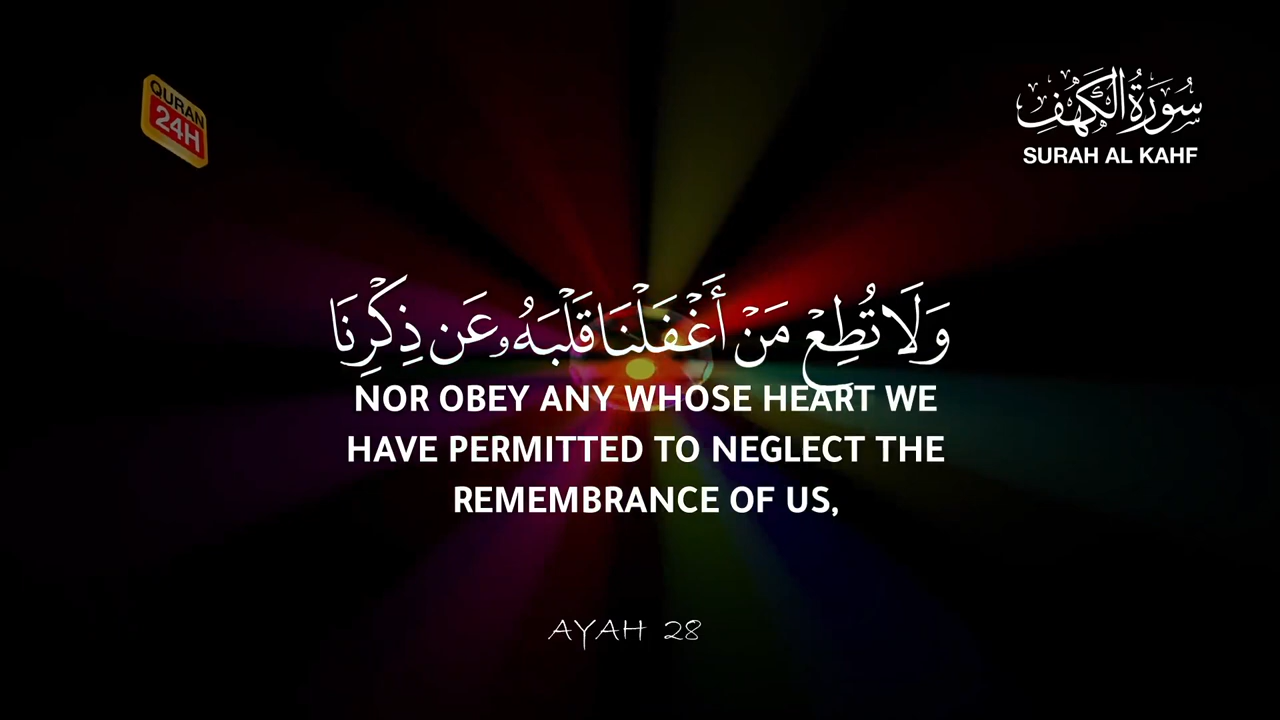 QURAN
24H
سُورَةُ الْكَهْفِ
SURAH AL KAHF
وَلَا تُطِعْ مَنْ أَغْفَلْنَا قَلْبَهُۥ عَن ذِكْرِنَا
NOR OBEY ANY WHOSE HEART WE
HAVE PERMITTED TO NEGLECT THE
REMEMBRANCE OF US,
AYAH 28